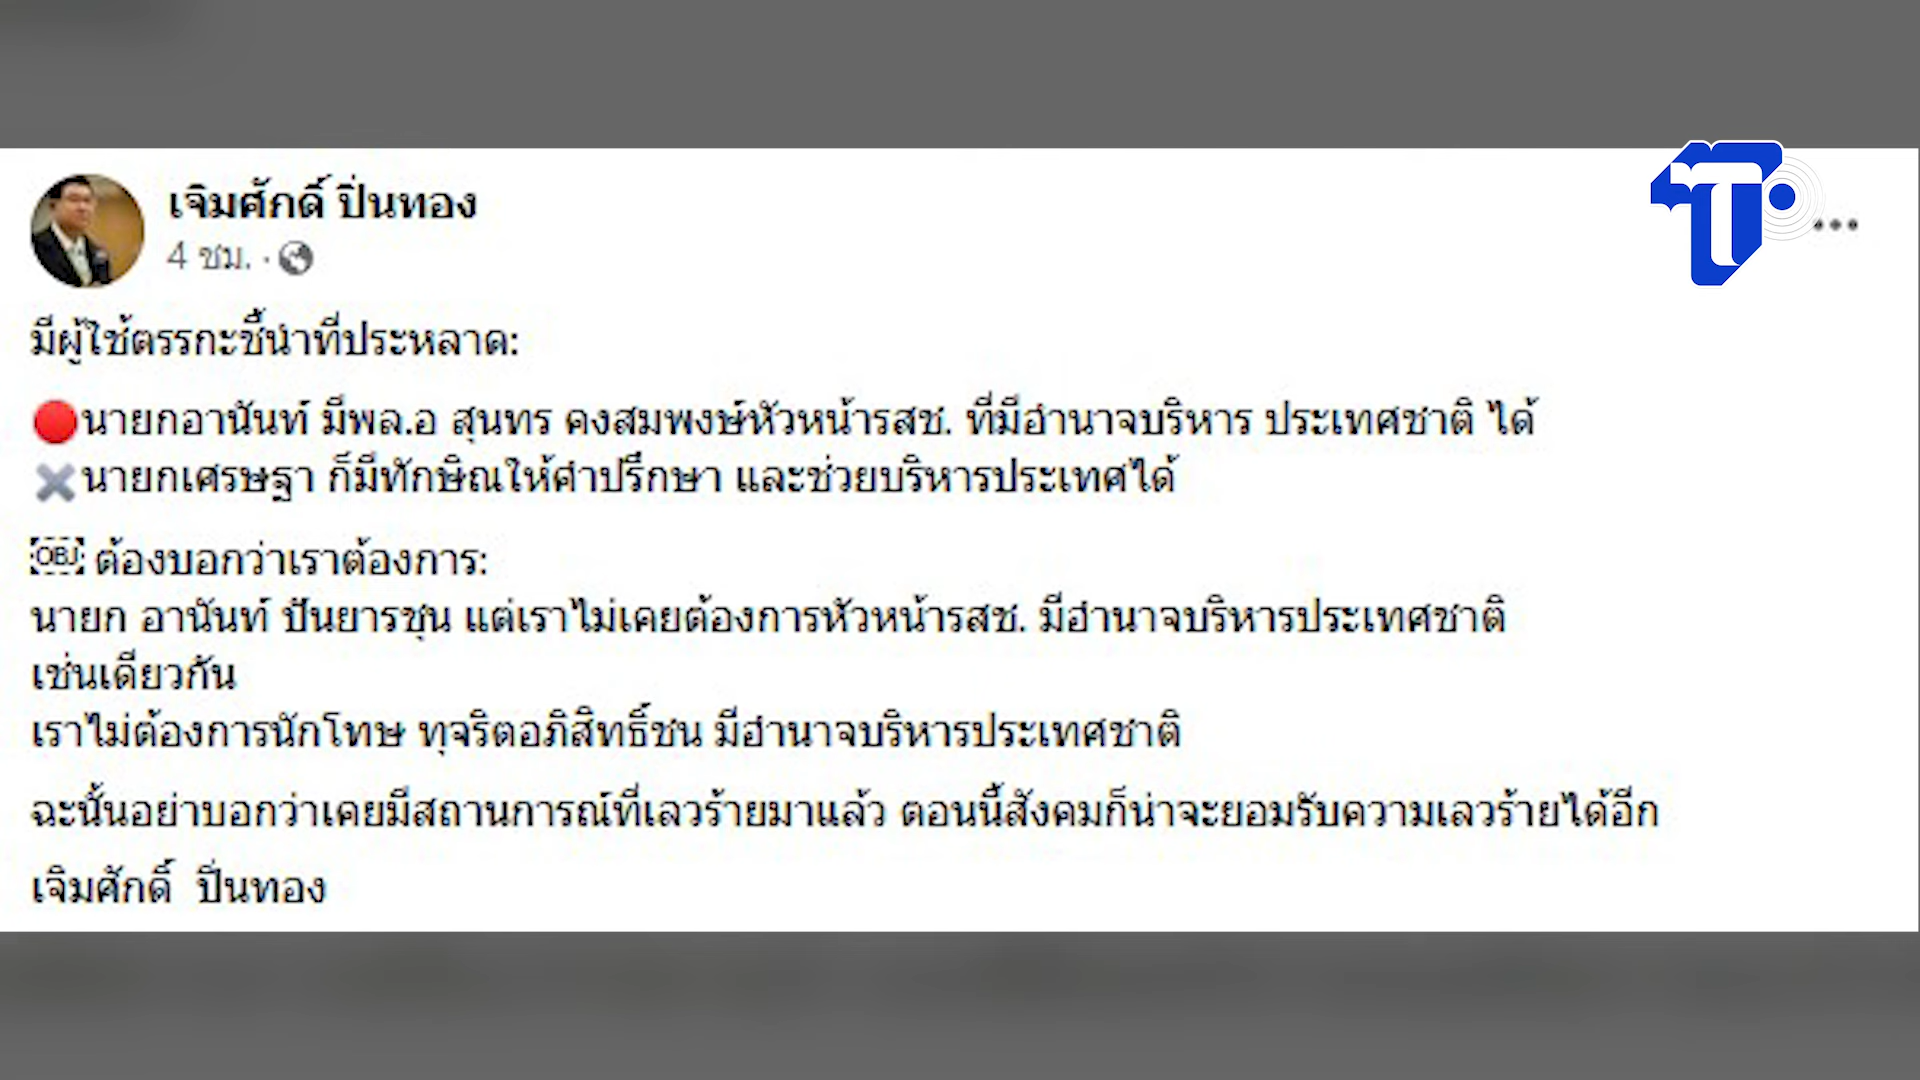 เจิมศักดิ์ ปิ่นทอง
4 ชม.
มีผู้ใช้ตรรกะชี้นำที่ประหลาด:
นายกอานันท์ มีพล.อ สุนทร คงสมพงษ์หัวหน้ารสช. ที่มีอำนาจบริหาร ประเทศชาติ ได้
นายกเศรษฐา ก็มีทักษิณให้คำปรึกษา และช่วยบริหารประเทศได้
OBJ ต้องบอกว่าเราต้องการ:
นายก อานันท์ ปันยารชุน แต่เราไม่เคยต้องการหัวหน้ารสช. มีอำนาจบริหารประเทศชาติ
เช่นเดียวกัน
เราไม่ต้องการนักโทษ ทุจริตอภิสิทธิ์ชน มีอำนาจบริหารประเทศชาติ
ฉะนั้นอย่าบอกว่าเคยมีสถานการณ์ที่เลวร้ายมาแล้ว ตอนนี้สังคมก็น่าจะยอมรับความเลวร้ายได้อีก
เจิมศักดิ์ ปิ่นทอง